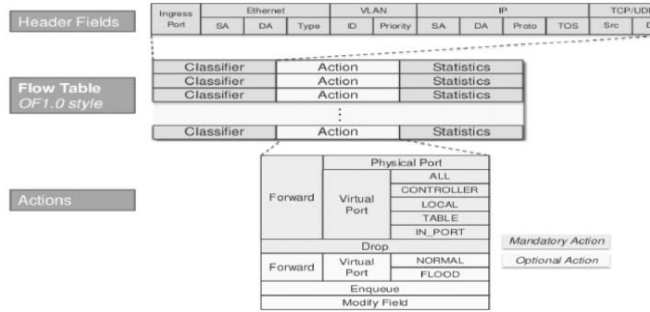 Header Fields
Ingress Port
Ethernet
VLAN
IP
TCP/UDP
SA DA Type ID Priority SA DA Proto TOS Src
Flow Table
OF1.0 style
Classifier Action Statistics
Classifier Action Statistics
Classifier Action Statistics
Classifier Action Statistics
Actions
Physical Port
Forward
Virtual Port
ALL
CONTROLLER
LOCAL
TABLE
IN_PORT
Drop
Forward
Virtual Port
NORMAL
FLOOD
Enqueue
Modify Field
Mandatory Action
Optional Action